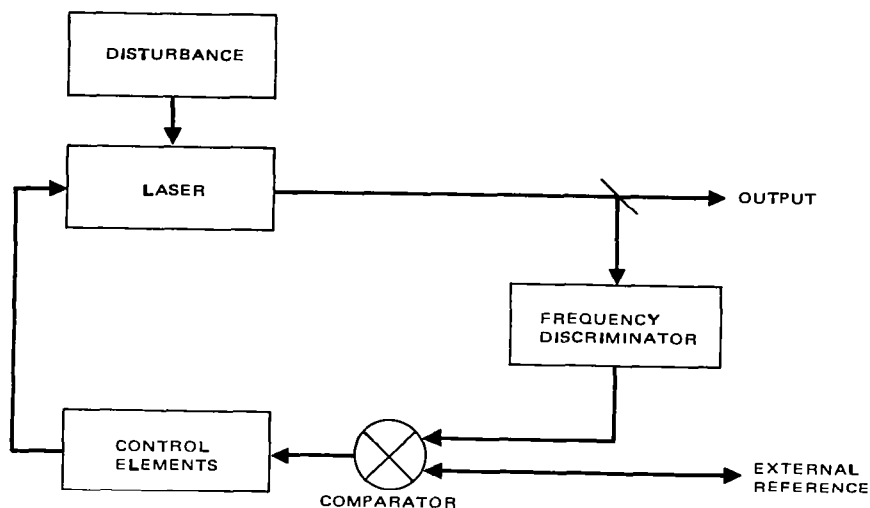 DISTURBANCE
LASER
OUTPUT
FREQUENCY
DISCRIMINATOR
CONTROL
ELEMENTS
COMPARATOR
EXTERNAL
REFERENCE